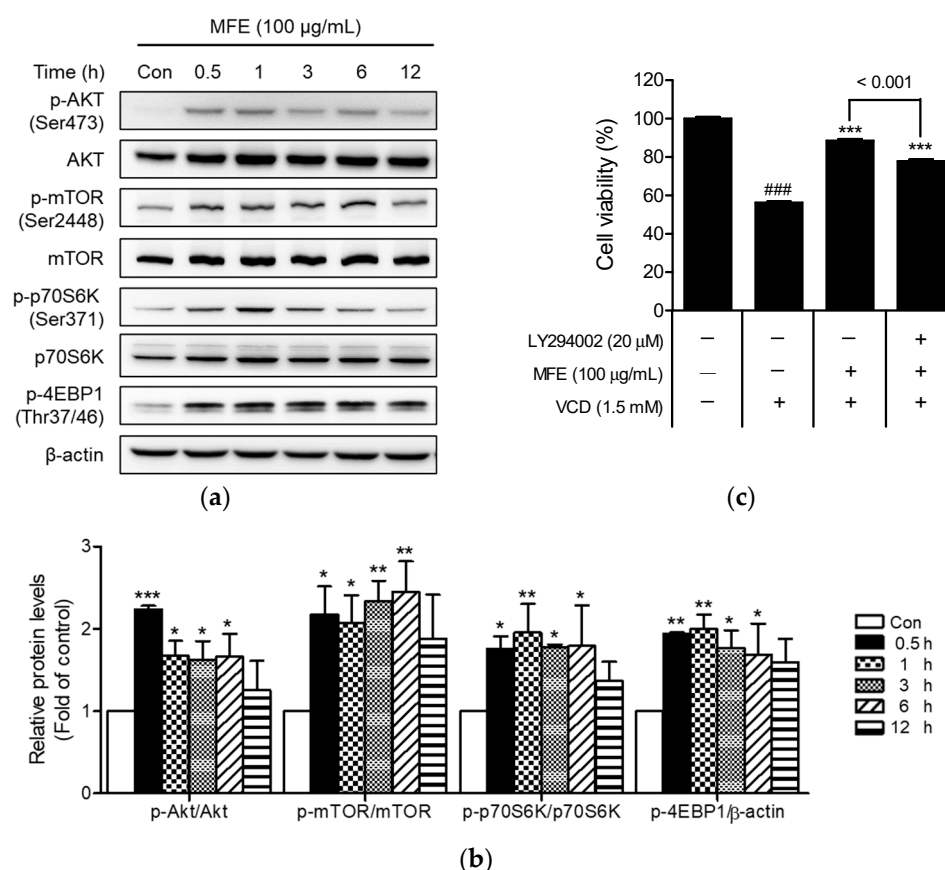 MFE (100 µg/mL)
Time (h) Con 0.5 1 3 6 12
p-AKT
(Ser473)
AKT
p-mTOR
(Ser2448)
mTOR
p-p70S6K
(Ser371)
p70S6K
p-4EBP1
(Thr37/46)
β-actin
(a)
Cell viability (%)
120
100
80
60
40
20
0
< 0.001
###
***
***
LY294002 (20 µM) – – – +
MFE (100 µg/mL) — – + +
VCD (1.5 mM) – + + +
(c)
Relative protein levels
(Fold of control)
3
2
1
0
*** * * *
* * ** **
* ** * *
** ** * *
p-Akt/Akt
p-mTOR/mTOR
p-p70S6K/p70S6K
p-4EBP1/β-actin
Con
0.5 h
1 h
3 h
6 h
12 h
(b)